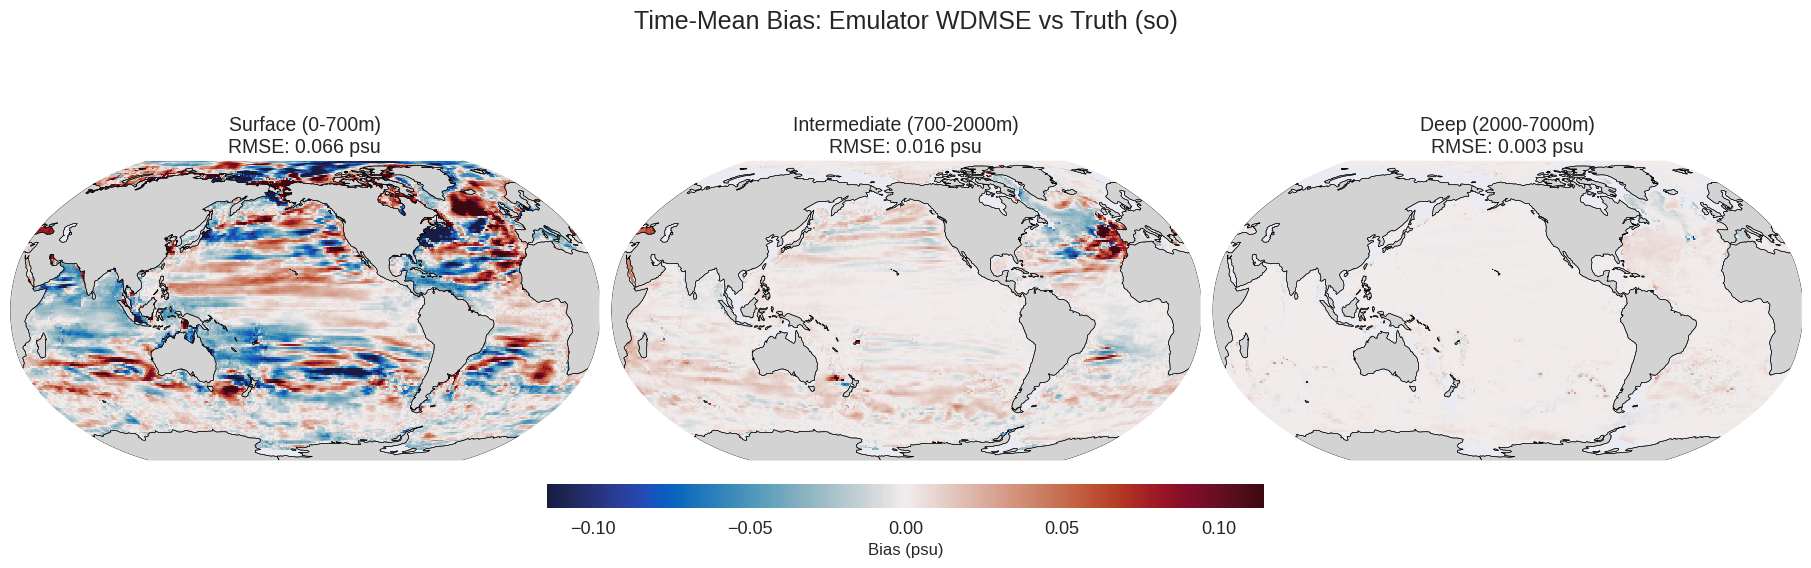 Time-Mean Bias: Emulator WDMSE vs Truth (so)
Surface (0-700m)
RMSE: 0.066 psu
Intermediate (700-2000m)
RMSE: 0.016 psu
Deep (2000-7000m)
RMSE: 0.003 psu
−0.10 −0.05 0.00 0.05 0.10
Bias (psu)